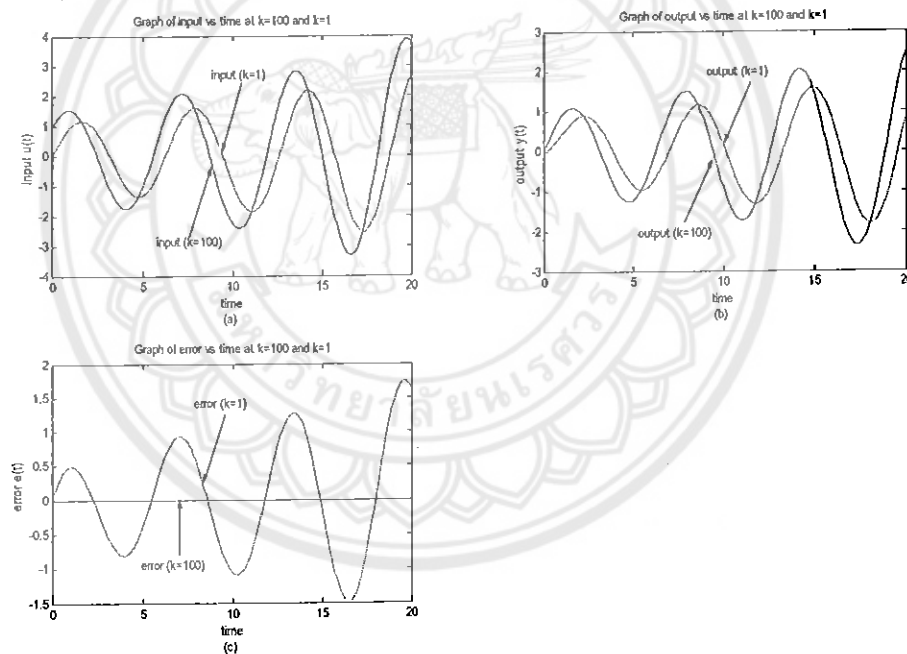 Graph of input vs time at k=100 and k=1
input u(t)
4
3
2
1
0
-1
-2
-3
-4
input (k=1)
input (k=100)
0 5 10 15 20
time
(a)
Graph of output vs time at k=100 and k=1
output y(t)
3
2
1
0
-1
-2
-3
output (k=1)
output (k=100)
0 5 10 15 20
time
(b)
Graph of error vs time at k=100 and k=1
error e(t)
2
1.5
1
0.5
0
-0.5
-1
-1.5
error (k=1)
error (k=100)
0 5 10 15 20
time
(c)